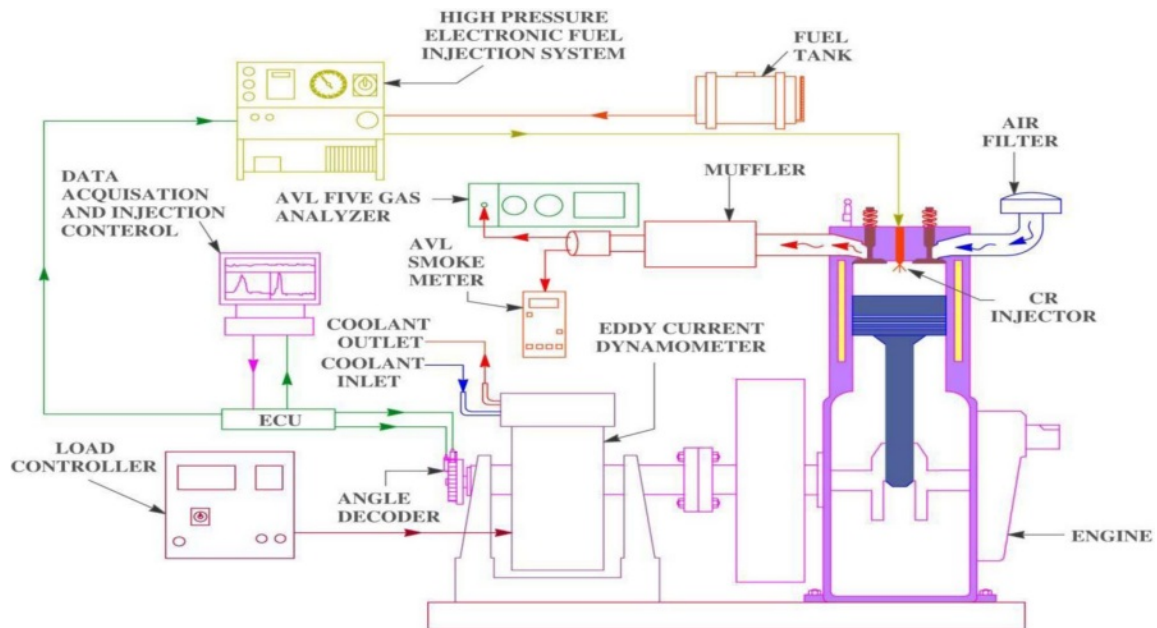 HIGH PRESSURE
ELECTRONIC FUEL
INJECTION SYSTEM
FUEL
TANK
AIR
FILTER
DATA
ACQUISATION
AND INJECTION
CONTEROL
AVL FIVE GAS
ANALYZER
MUFFLER
AVL
SMOKE
METER
CR
INJECTOR
COOLANT
OUTLET
COOLANT
INLET
EDDY CURRENT
DYNAMOMETER
ECU
LOAD
CONTROLLER
ANGLE
DECODER
ENGINE